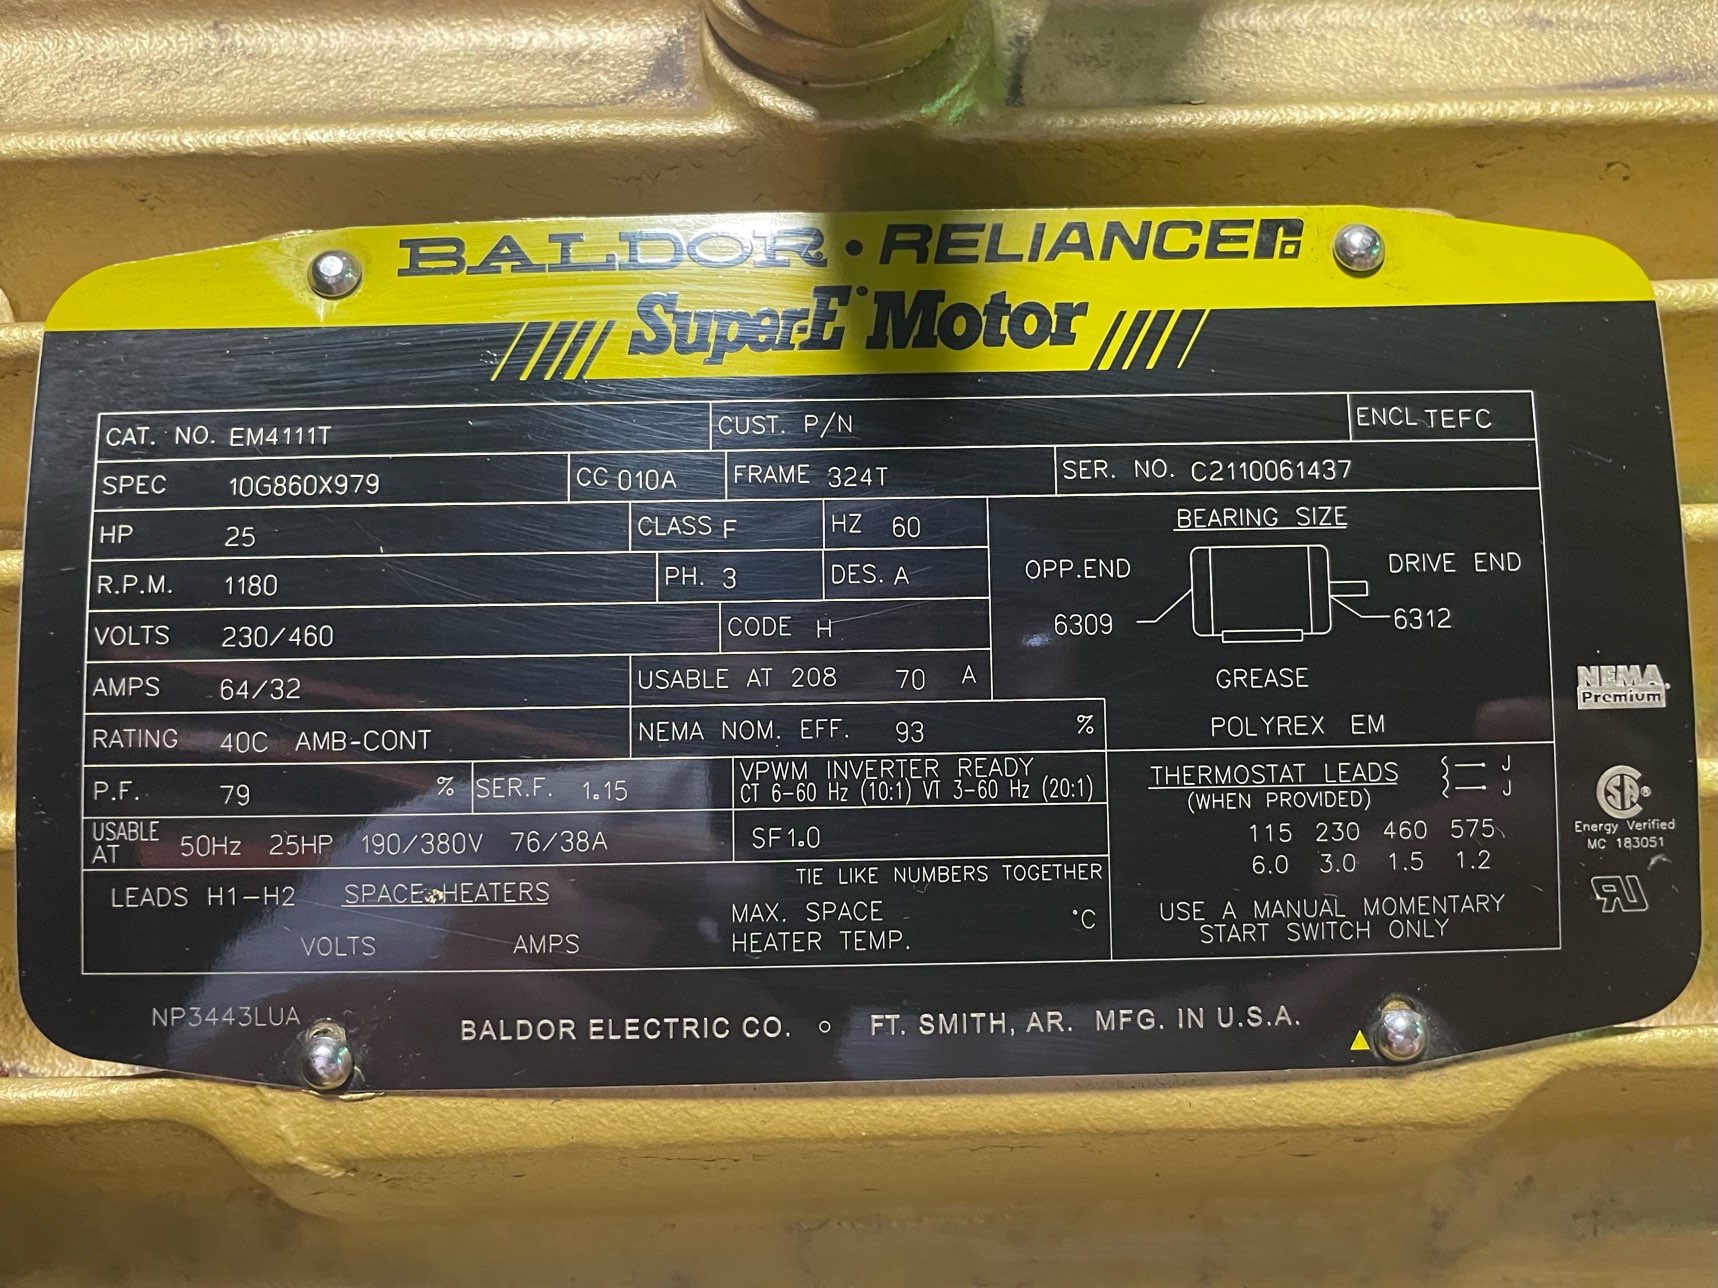 BALDOR • RELIANCE
Super-E Motor
CAT. NO. EM4111T CUST. P/N ENCL TEFC
SPEC 10G860X979 CC 010A FRAME 324T SER. NO. C2110061437
HP 25 CLASS F HZ 60
R.P.M. 1180 PH. 3 DES. A
VOLTS 230/460 CODE H
AMPS 64/32 USABLE AT 208 70 A
RATING 40C AMB-CONT NEMA NOM. EFF. 93 %
P.F. 79 % SER.F. 1.15 VPWM INVERTER READY
CT 6-60 Hz (10:1) VT 3-60 Hz (20:1)
USABLE AT 50Hz 25HP 190/380V 76/38A SF1.0
LEADS H1-H2 SPACE HEATERS TIE LIKE NUMBERS TOGETHER
VOLTS AMPS
MAX. SPACE
HEATER TEMP. °C
BEARING SIZE
OPP.END DRIVE END
6309 6312
GREASE
POLYREX EM
THERMOSTAT LEADS J
(WHEN PROVIDED) J
115 230 460 575
6.0 3.0 1.5 1.2
USE A MANUAL MOMENTARY
START SWITCH ONLY
NEMA
Premium
SA
Energy Verified
MC 183051
NP3443LUA
BALDOR ELECTRIC CO. ○ FT. SMITH, AR. MFG. IN U.S.A.